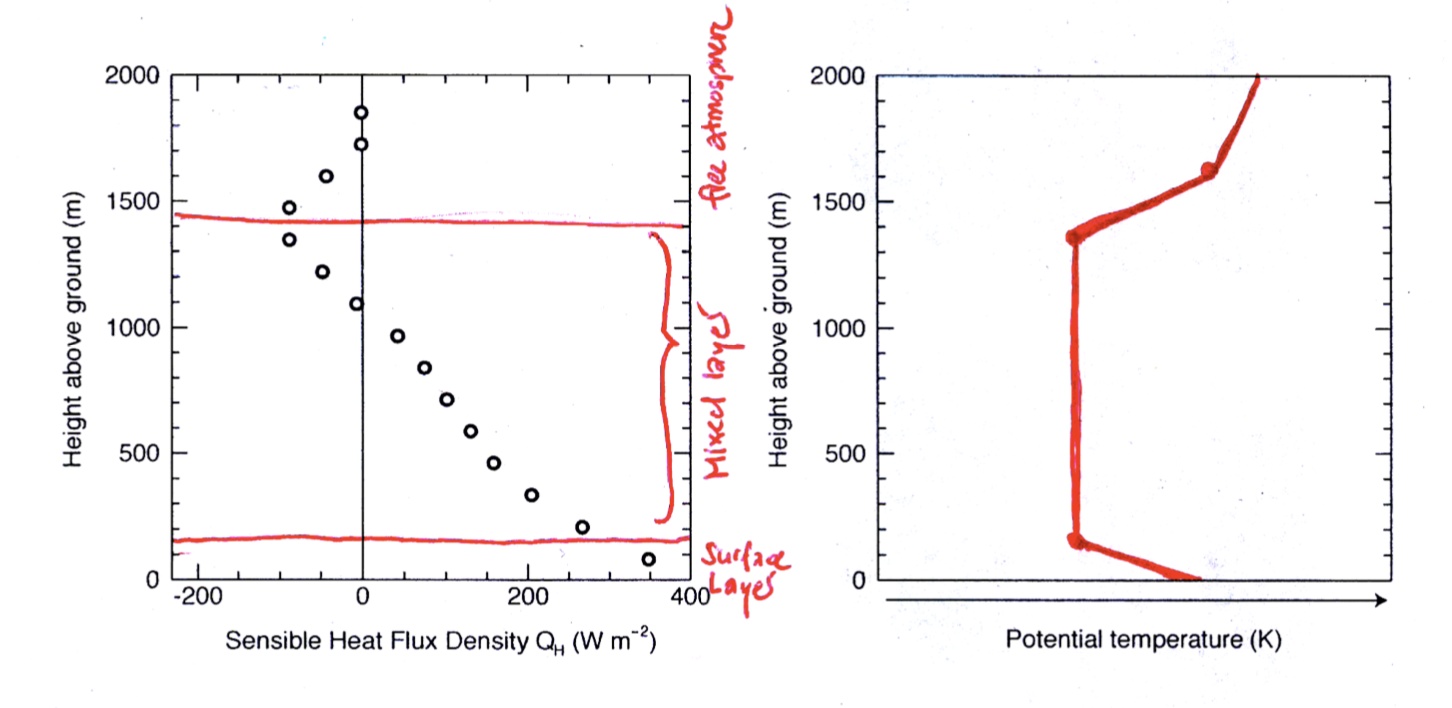 2000
1500
1000
500
0
-200
0
200
400
Height above ground (m)
Sensible Heat Flux Density Q_H (W m⁻²)
free atmosphere
Mixed layer
Surface
Layer
2000
1500
1000
500
0
Height above ground (m)
Potential temperature (K)